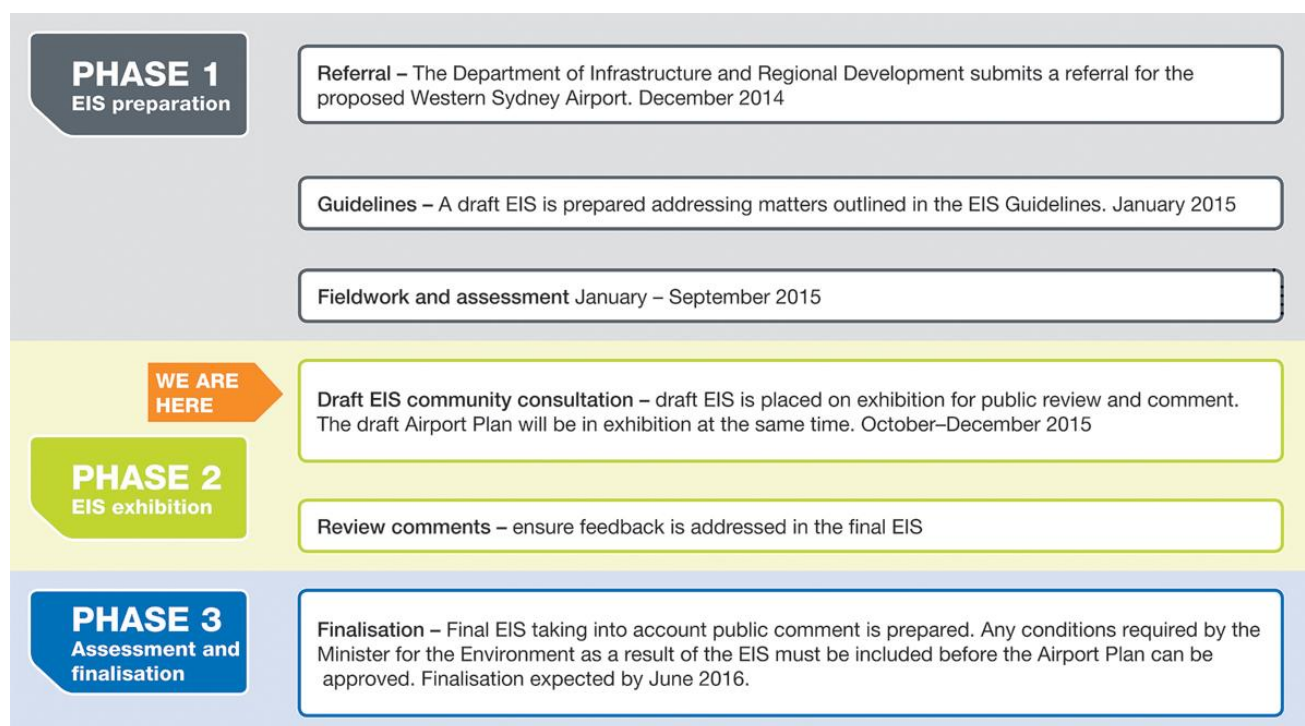 PHASE 1
EIS preparation
Referral – The Department of Infrastructure and Regional Development submits a referral for the
proposed Western Sydney Airport. December 2014
Guidelines – A draft EIS is prepared addressing matters outlined in the EIS Guidelines. January 2015
Fieldwork and assessment January – September 2015
WE ARE
HERE
Draft EIS community consultation – draft EIS is placed on exhibition for public review and comment.
The draft Airport Plan will be in exhibition at the same time. October–December 2015
PHASE 2
EIS exhibition
Review comments – ensure feedback is addressed in the final EIS
PHASE 3
Assessment and
finalisation
Finalisation – Final EIS taking into account public comment is prepared. Any conditions required by the
Minister for the Environment as a result of the EIS must be included before the Airport Plan can be
approved. Finalisation expected by June 2016.